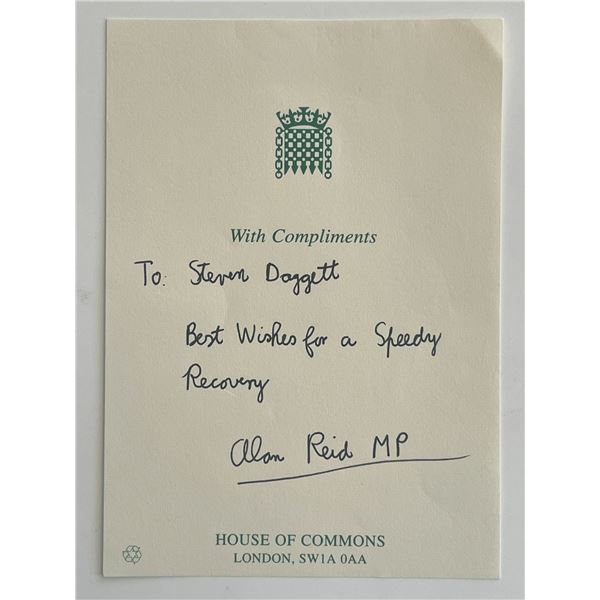 With Compliments
To: Steven Doggett
Best Wishes for a Speedy
Recovery
Alan Reid MP
HOUSE OF COMMONS
LONDON, SW1A 0AA